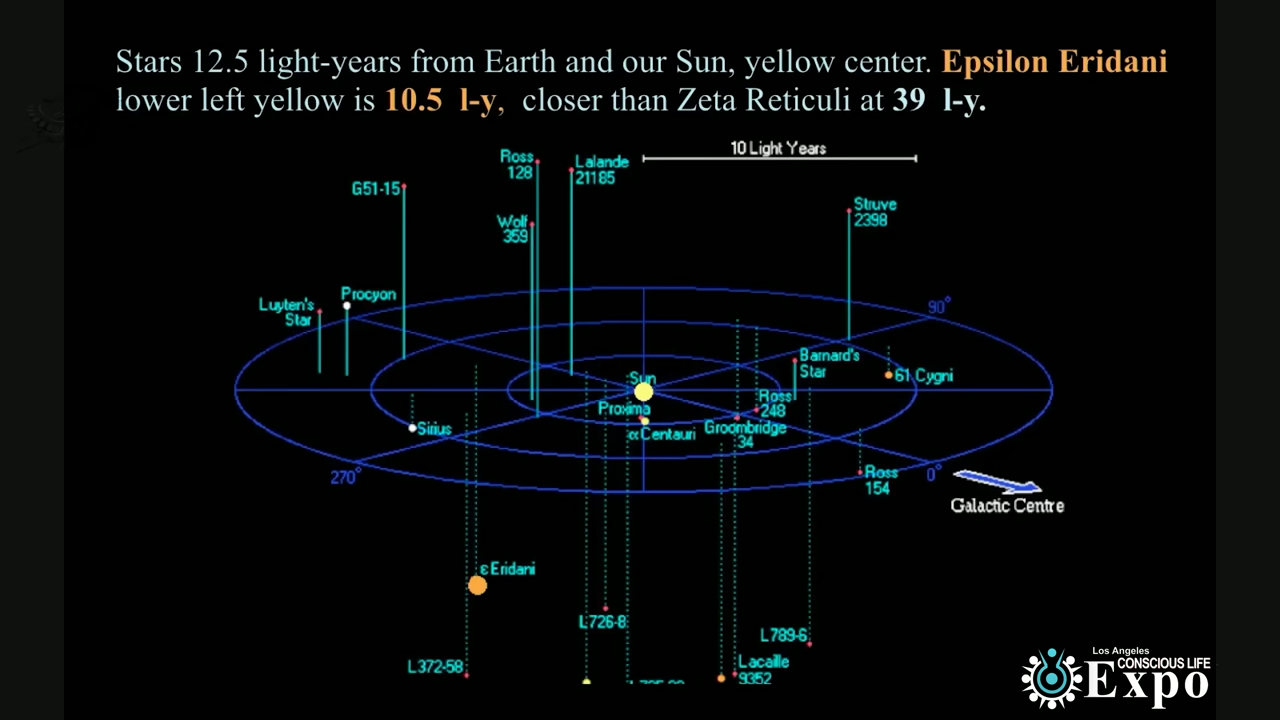 Stars 12.5 light-years from Earth and our Sun, yellow center. Epsilon Eridani
lower left yellow is 10.5 l-y, closer than Zeta Reticuli at 39 l-y.
10 Light Years
Ross
128
Lalande
21185
G51-15
Wolf
359
Struve
2398
Luyten's
Star
Procyon
90°
Barnard's
Star
Sun
61 Cygni
Proxima
Ross
248
Sirius
α Centauri
Groombridge
34
270°
Ross
154
0°
Galactic Centre
ε Eridani
L726-8
L789-6
L372-58
Lacaille
9352
Los Angeles
CONSCIOUS LIFE
Expo